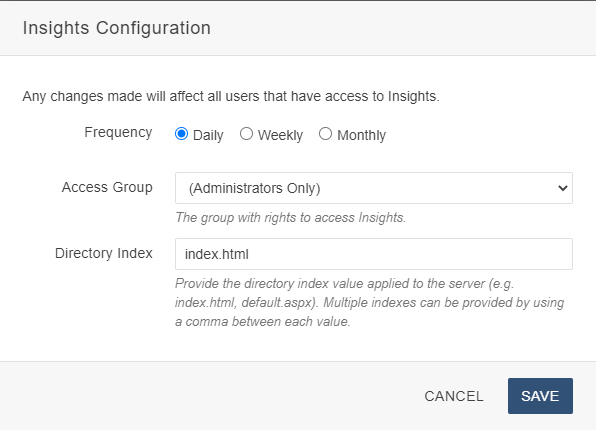 Insights Configuration
Any changes made will affect all users that have access to Insights.
Frequency Daily Weekly Monthly
Access Group (Administrators Only)
The group with rights to access Insights.
Directory Index index.html
Provide the directory index value applied to the server (e.g.
index.html, default.aspx). Multiple indexes can be provided by using
a comma between each value.
CANCEL SAVE